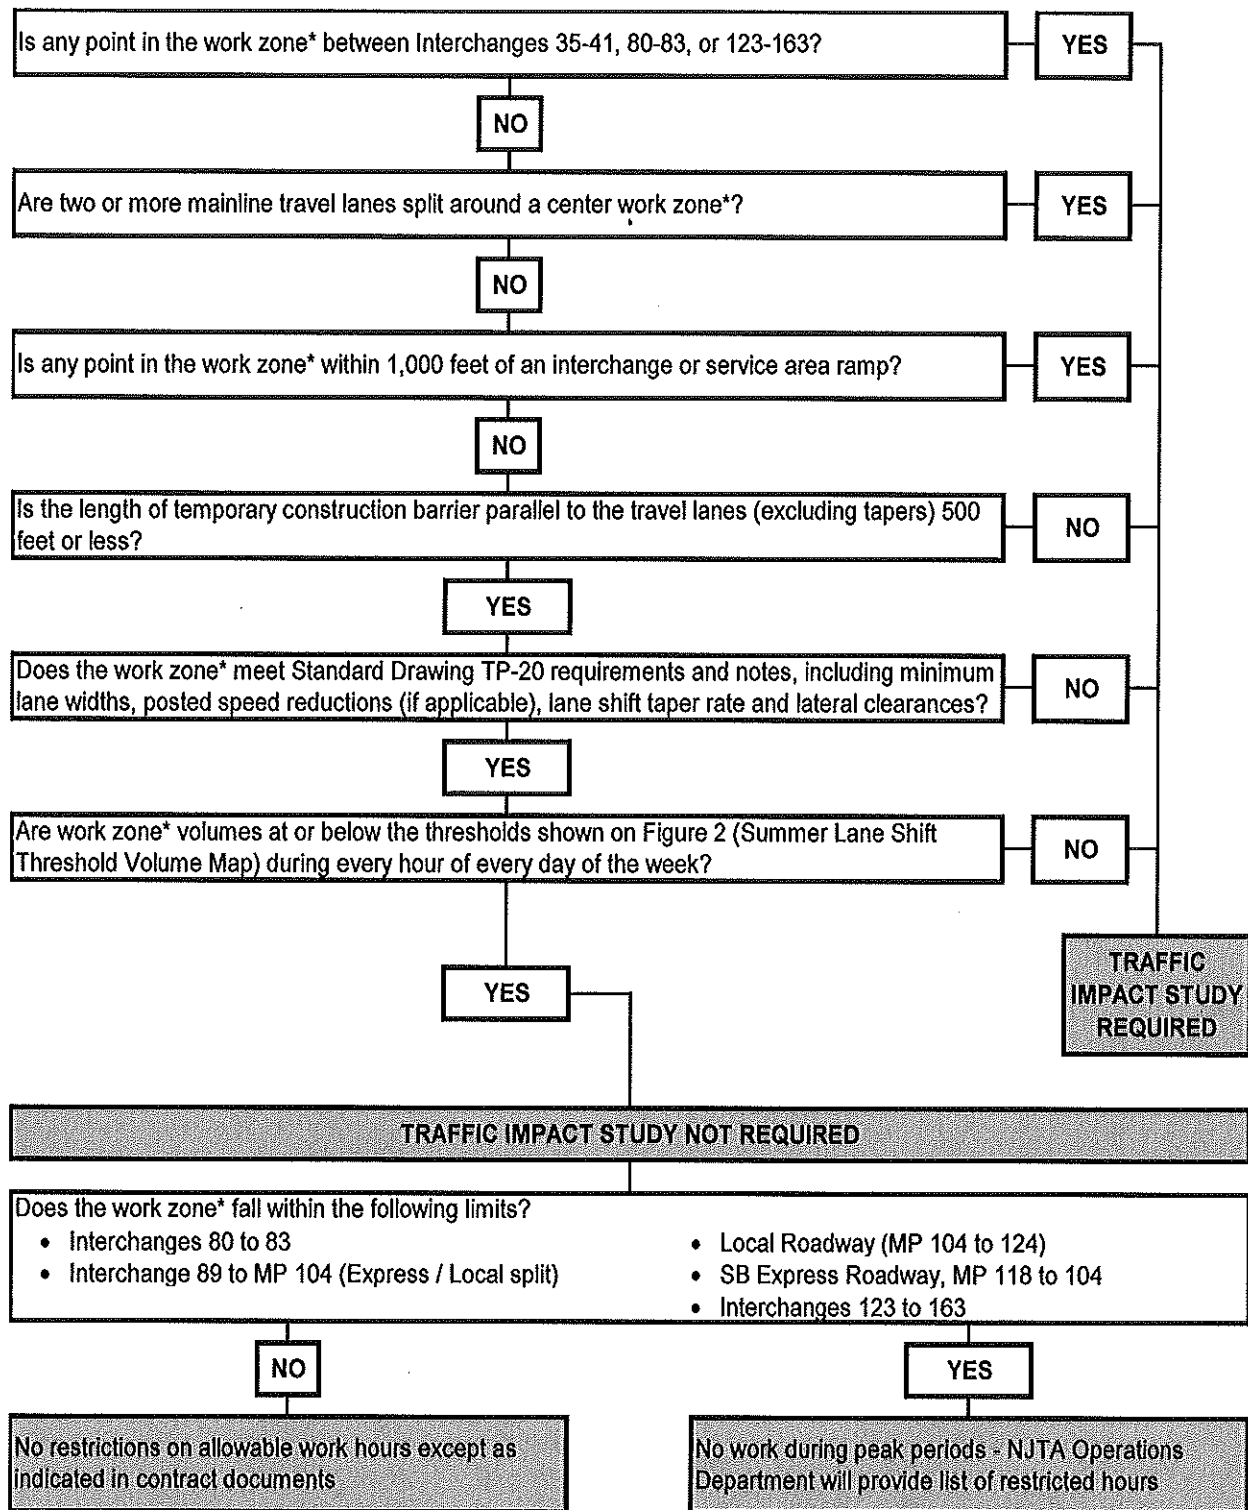 Is any point in the work zone* between Interchanges 35-41, 80-83, or 123-163?
YES
NO
Are two or more mainline travel lanes split around a center work zone*?
YES
NO
Is any point in the work zone* within 1,000 feet of an interchange or service area ramp?
YES
NO
Is the length of temporary construction barrier parallel to the travel lanes (excluding tapers) 500
feet or less?
NO
YES
Does the work zone* meet Standard Drawing TP-20 requirements and notes, including minimum
lane widths, posted speed reductions (if applicable), lane shift taper rate and lateral clearances?
NO
YES
Are work zone* volumes at or below the thresholds shown on Figure 2 (Summer Lane Shift
Threshold Volume Map) during every hour of every day of the week?
NO
YES
TRAFFIC
IMPACT STUDY
REQUIRED
TRAFFIC IMPACT STUDY NOT REQUIRED
Does the work zone* fall within the following limits?
• Interchanges 80 to 83
• Interchange 89 to MP 104 (Express / Local split)
• Local Roadway (MP 104 to 124)
• SB Express Roadway, MP 118 to 104
• Interchanges 123 to 163
NO
YES
No restrictions on allowable work hours except as
indicated in contract documents
No work during peak periods - NJTA Operations
Department will provide list of restricted hours